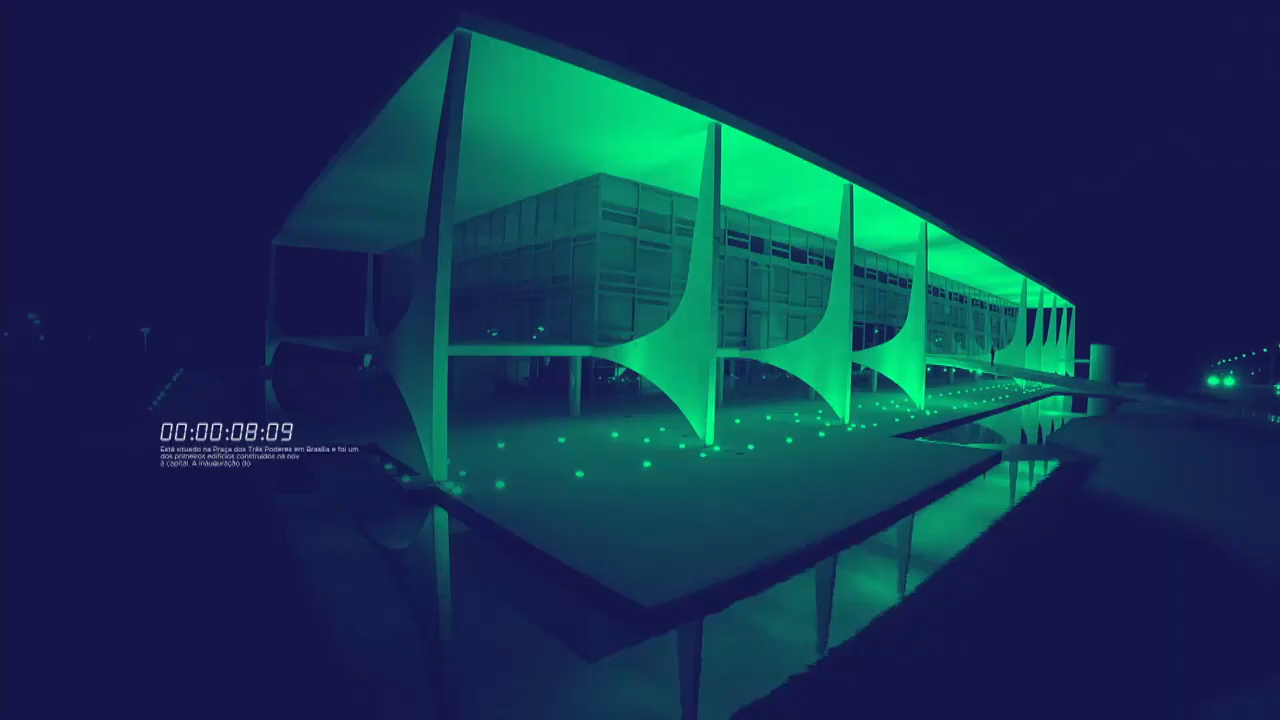 00:00:08:09
Está situado na Praça dos Três Poderes em Brasília e foi um
dos primeiros edifícios construídos na nov
a capital. A inauguração do